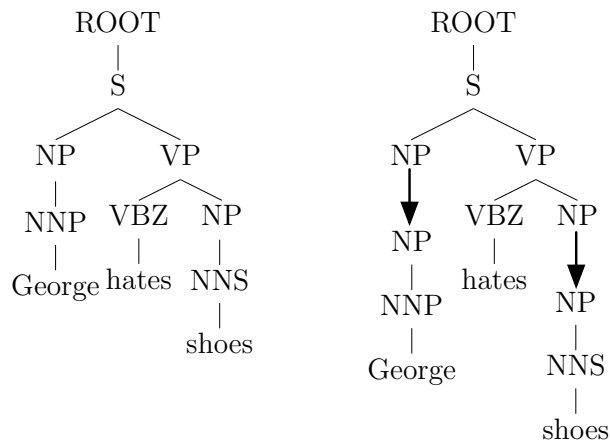 ROOT ROOT
S S
NP VP NP VP
NNP VBZ NP VBZ NP
NP
George hates NNS NNP hates NP
shoes George NNS
shoes